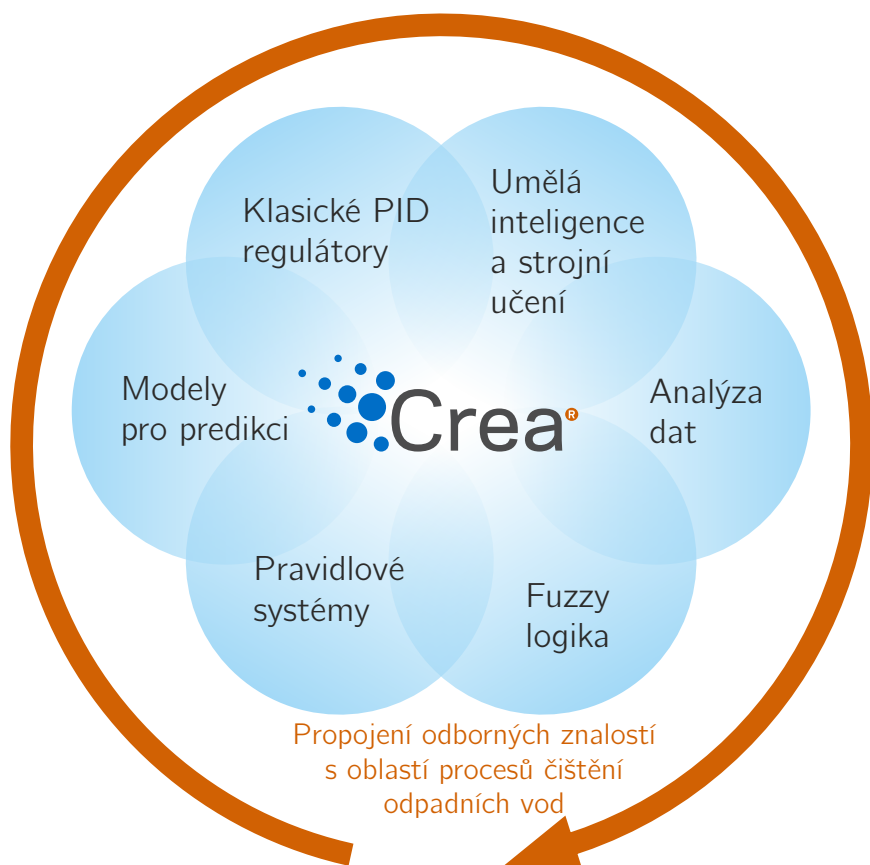 Klasické PID
regulátory
Umělá
inteligence
a strojní
učení
Modely
pro predikci
Crea®
Analýza
dat
Pravidlové
systémy
Fuzzy
logika
Propojení odborných znalostí
s oblastí procesů čištění
odpadních vod